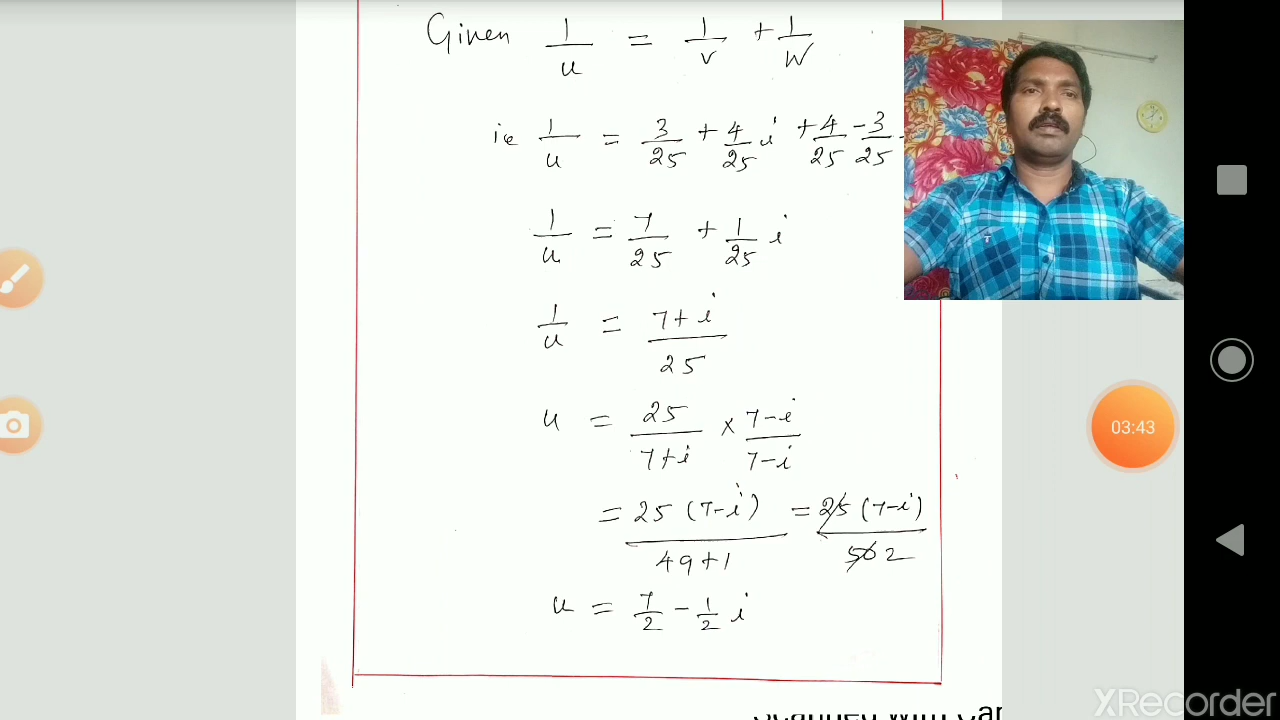 Given 1/u = 1/v + 1/W
ie 1/u = 3/25 + 4/25 i + 4/25 - 3/25
1/u = 7/25 + 1/25 i
1/u = 7+i/25
u = 25/7+i × 7-i/7-i
= 25(7-i)/49+1 = 25(7-i)/50 2
u = 7/2 - 1/2 i
03:43
XRecorder